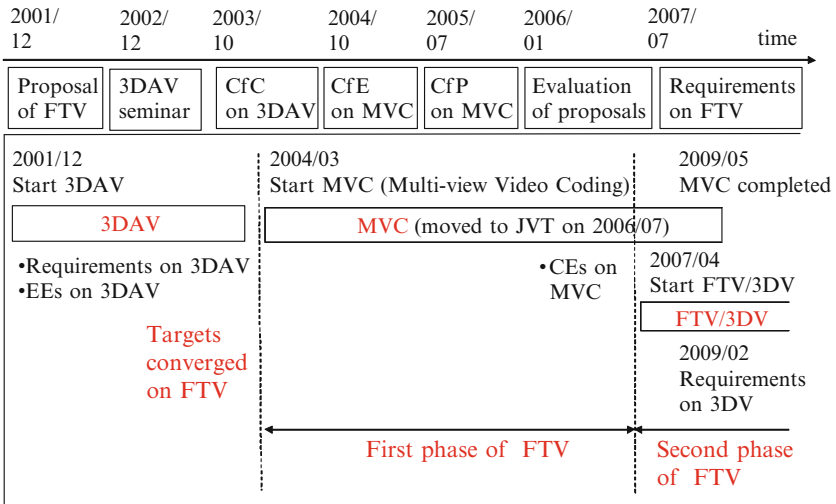 2001/
12
2002/
12
2003/
10
2004/
10
2005/
07
2006/
01
2007/
07
time
Proposal
of FTV
3DAV
seminar
CfC
on 3DAV
CfE
on MVC
CfP
on MVC
Evaluation
of proposals
Requirements
on FTV
2001/12
Start 3DAV
2004/03
Start MVC (Multi-view Video Coding)
2009/05
MVC completed
3DAV
MVC (moved to JVT on 2006/07)
•Requirements on 3DAV
•EEs on 3DAV
•CEs on
MVC
2007/04
Start FTV/3DV
FTV/3DV
Targets
converged
on FTV
2009/02
Requirements
on 3DV
First phase of FTV
Second phase
of FTV